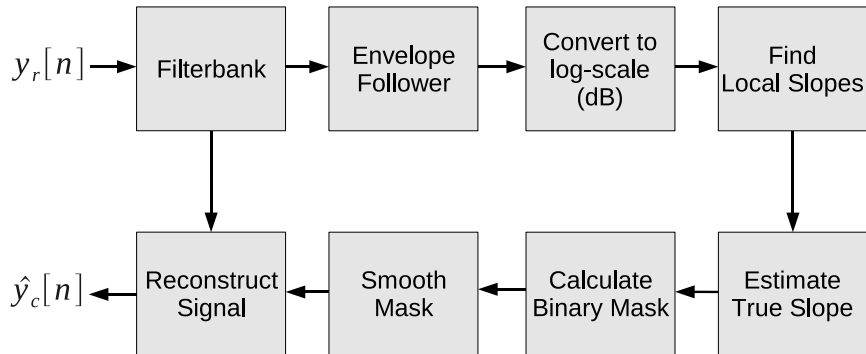 y_r[n]
Filterbank
Envelope
Follower
Convert to
log-scale
(dB)
Find
Local Slopes
ŷ_c[n]
Reconstruct
Signal
Smooth
Mask
Calculate
Binary Mask
Estimate
True Slope